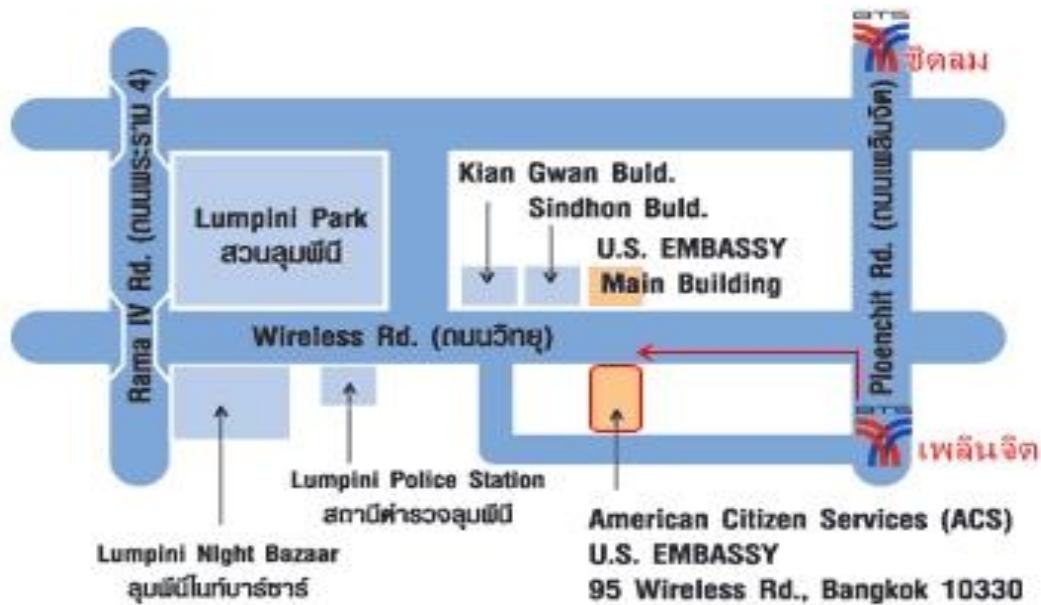 BTS
ชิดลม
Rama IV Rd. (ถนนพระราม 4)
Ploenchit Rd. (ถนนเพลินจิต)
Kian Gwan Buld.
Sindhon Buld.
Lumpini Park
สวนลุมพีนี
U.S. EMBASSY
Main Building
Wireless Rd. (ถนนวิทยุ)
BTS
เพลินจิต
Lumpini Police Station
สถานีตำรวจลุมพีนี
Lumpini Night Bazaar
ลุมพีนีไนท์บาร์ซาร์
American Citizen Services (ACS)
U.S. EMBASSY
95 Wireless Rd., Bangkok 10330